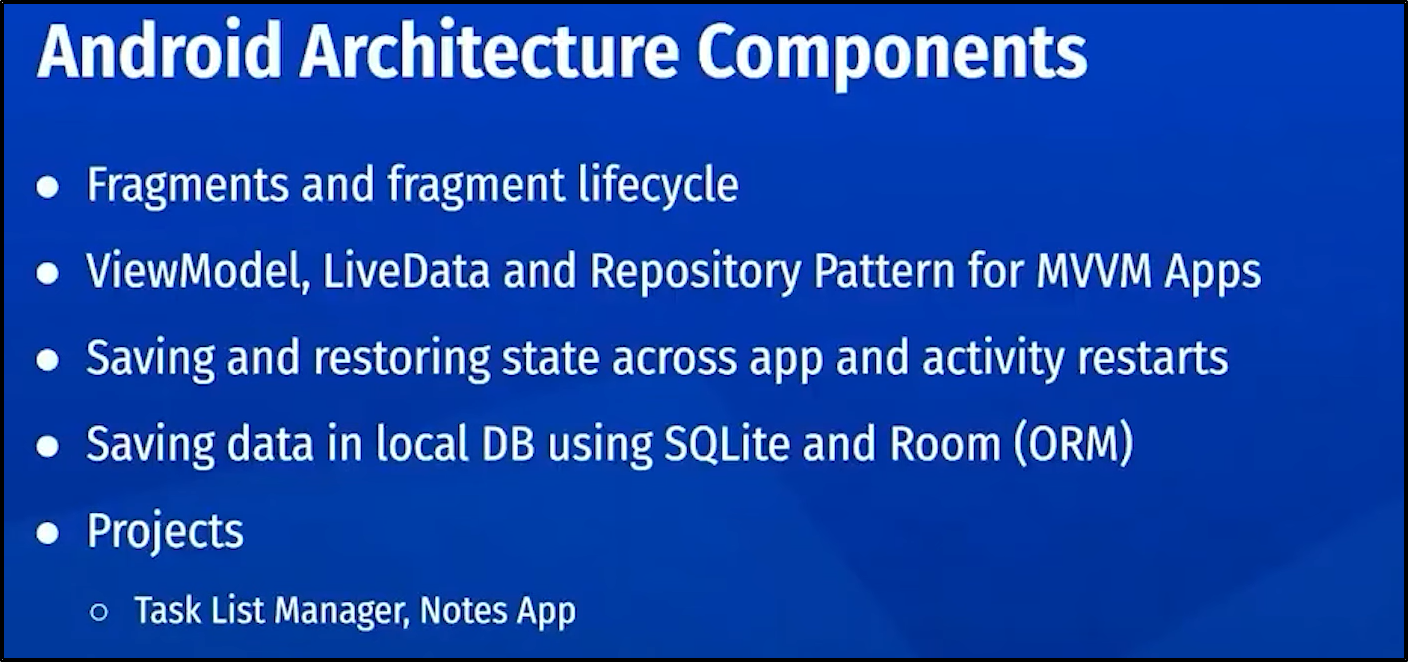 Android Architecture Components
● Fragments and fragment lifecycle
● ViewModel, LiveData and Repository Pattern for MVVM Apps
● Saving and restoring state across app and activity restarts
● Saving data in local DB using SQLite and Room (ORM)
● Projects
○ Task List Manager, Notes App